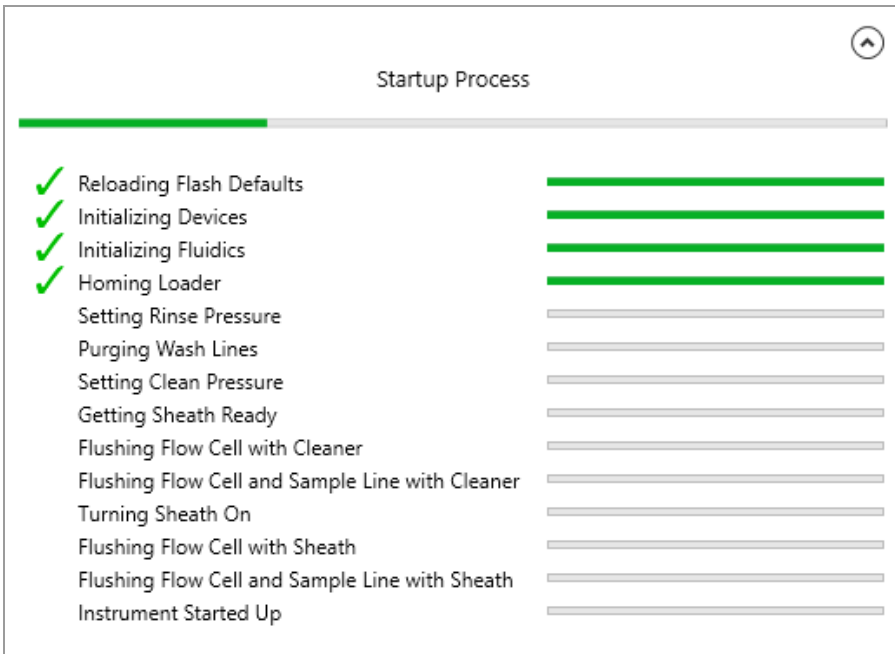 Startup Process
Reloading Flash Defaults
Initializing Devices
Initializing Fluidics
Homing Loader
Setting Rinse Pressure
Purging Wash Lines
Setting Clean Pressure
Getting Sheath Ready
Flushing Flow Cell with Cleaner
Flushing Flow Cell and Sample Line with Cleaner
Turning Sheath On
Flushing Flow Cell with Sheath
Flushing Flow Cell and Sample Line with Sheath
Instrument Started Up